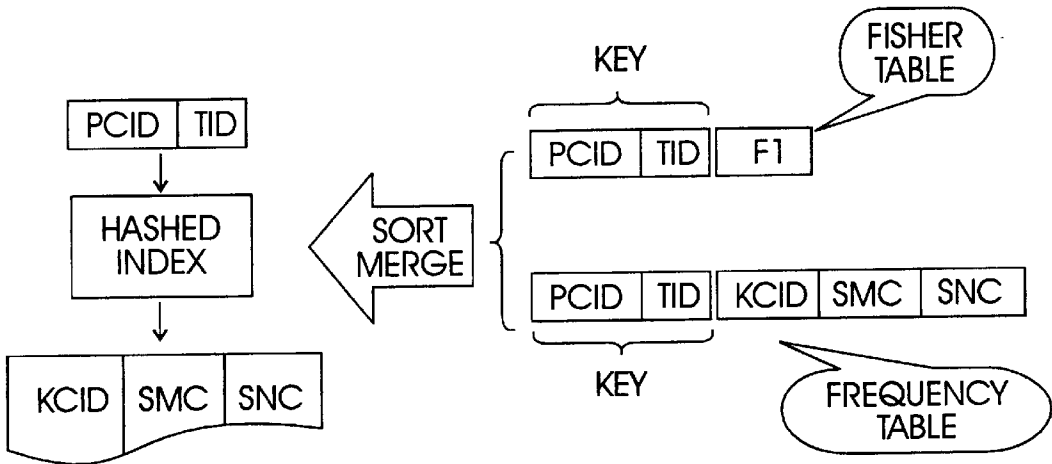 FISHER
TABLE
KEY
PCID TID
PCID TID F1
HASHED
INDEX
SORT
MERGE
PCID TID KCID SMC SNC
KCID SMC SNC
KEY
FREQUENCY
TABLE